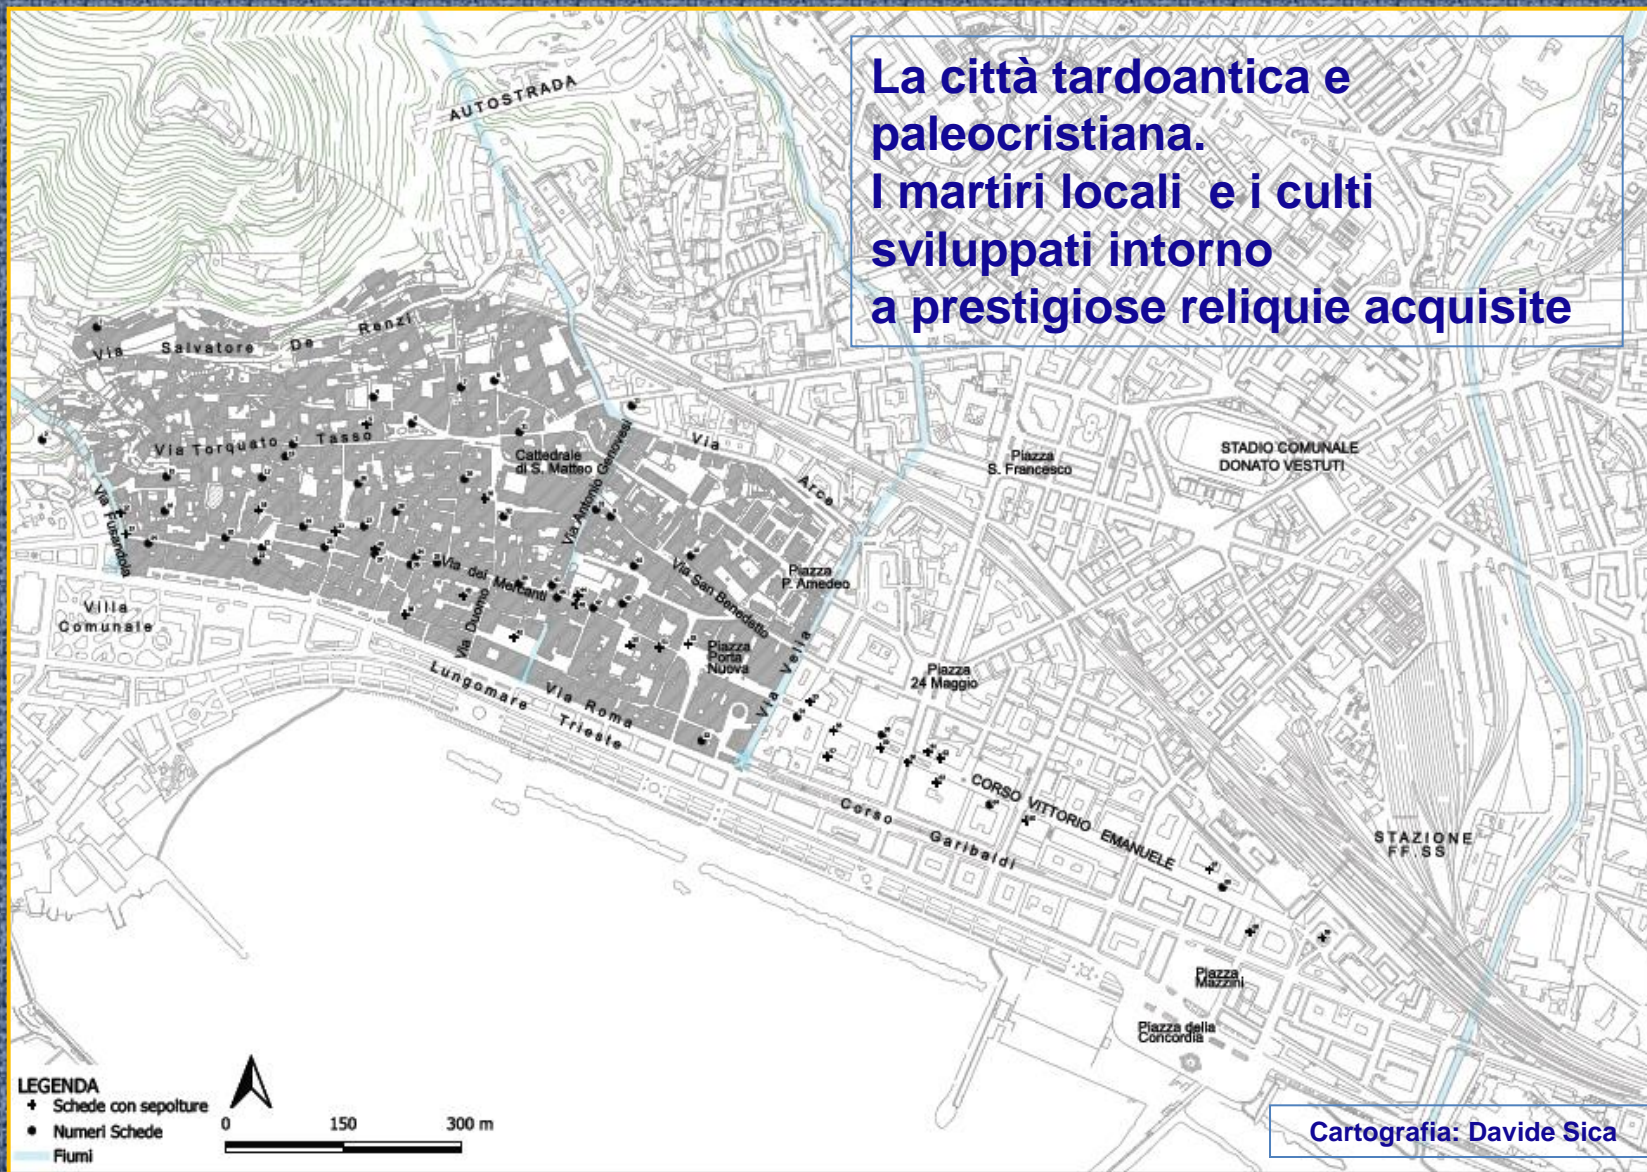 La città tardoantica e
paleocristiana.
I martiri locali e i culti
sviluppati intorno
a prestigiose reliquie acquisite
AUTOSTRADA
Via Salvatore De Renzi
Via Torquato Tasso
Cattedrale
di S. Matteo
Via Antonio Genovesi
Via Arce
Piazza
S. Francesco
STADIO COMUNALE
DONATO VESTUTI
Via Fusandola
Villa
Comunale
Via dei Mercanti
Via Duomo
Via San Benedetto
Piazza
P. Amedeo
Piazza
Porta
Nuova
Via Velia
Piazza
24 Maggio
Lungomare Trieste
Via Roma
CORSO VITTORIO EMANUELE
Corso Garibaldi
STAZIONE
FF.SS
Piazza
Mazzini
Piazza della
Concordia
LEGENDA
Schede con sepolture
Numeri Schede
Fiumi
0 150 300 m
Cartografia: Davide Sica